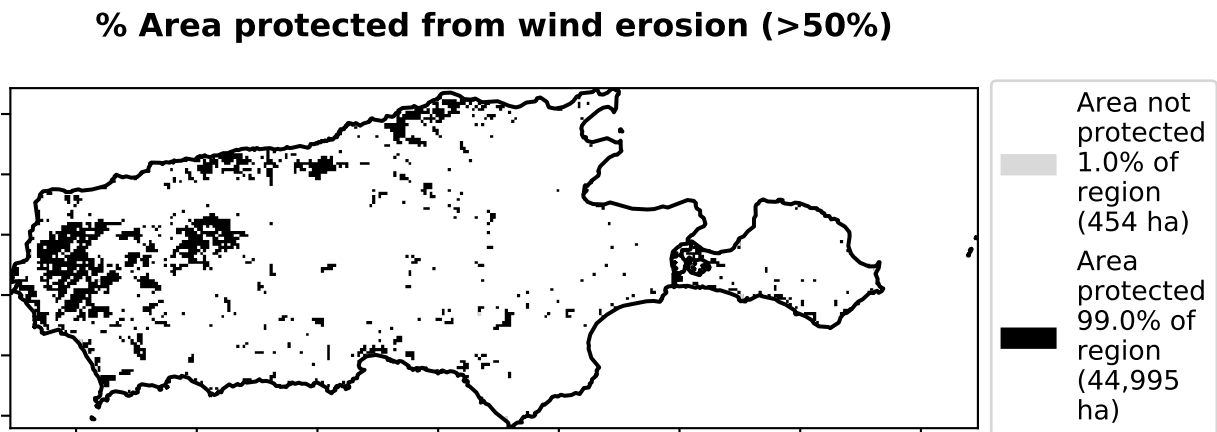 % Area protected from wind erosion (>50%)
Area not
protected
1.0% of
region
(454 ha)
Area
protected
99.0% of
region
(44,995
ha)